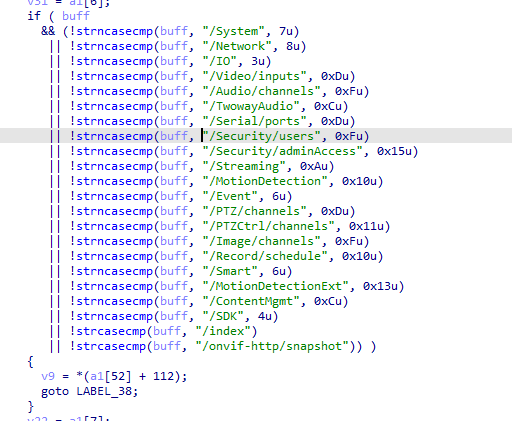 v31 = a1[6];
if ( buff
&& (!strncasecmp(buff, "/System", 7u)
|| !strncasecmp(buff, "/Network", 8u)
|| !strncasecmp(buff, "/IO", 3u)
|| !strncasecmp(buff, "/Video/inputs", 0xDu)
|| !strncasecmp(buff, "/Audio/channels", 0xFu)
|| !strncasecmp(buff, "/TwowayAudio", 0xCu)
|| !strncasecmp(buff, "/Serial/ports", 0xDu)
|| !strncasecmp(buff, "/Security/users", 0xFu)
|| !strncasecmp(buff, "/Security/adminAccess", 0x15u)
|| !strncasecmp(buff, "/Streaming", 0xAu)
|| !strncasecmp(buff, "/MotionDetection", 0x10u)
|| !strncasecmp(buff, "/Event", 6u)
|| !strncasecmp(buff, "/PTZ/channels", 0xDu)
|| !strncasecmp(buff, "/PTZCtrl/channels", 0x11u)
|| !strncasecmp(buff, "/Image/channels", 0xFu)
|| !strncasecmp(buff, "/Record/schedule", 0x10u)
|| !strncasecmp(buff, "/Smart", 6u)
|| !strncasecmp(buff, "/MotionDetectionExt", 0x13u)
|| !strncasecmp(buff, "/ContentMgmt", 0xCu)
|| !strncasecmp(buff, "/SDK", 4u)
|| !strcasecmp(buff, "/index")
|| !strcasecmp(buff, "/onvif-http/snapshot")) )
{
v9 = *(a1[52] + 112);
goto LABEL_38;
}
= a1[7];